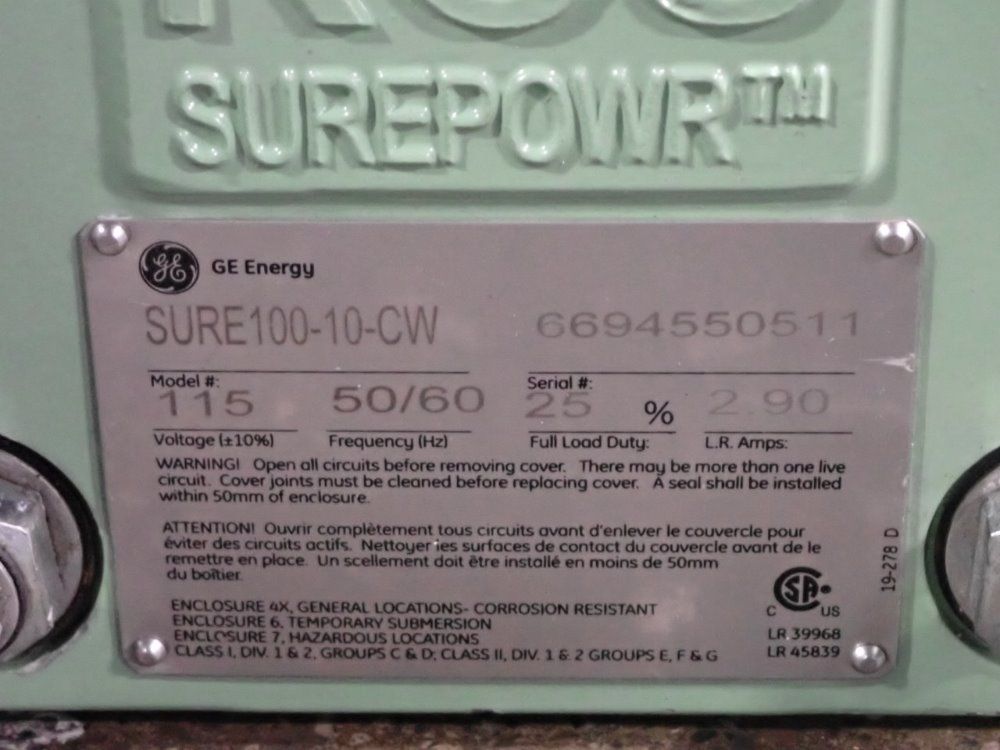 SUREPOWR™
GE GE Energy
SURE100-10-CW 6694550511
Model #: Serial #:
115 50/60 25 % 2.90
Voltage (±10%) Frequency (Hz) Full Load Duty: L.R. Amps:
WARNING! Open all circuits before removing cover. There may be more than one live
circuit. Cover joints must be cleaned before replacing cover. A seal shall be installed
within 50mm of enclosure.
ATTENTION! Ouvrir complètement tous circuits avant d'enlever le couvercle pour
éviter des circuits actifs. Nettoyer les surfaces de contact du couvercle avant de le
remettre en place. Un scellement doit être installé en moins de 50mm
du boîtier.
19-278 D
ENCLOSURE 4X, GENERAL LOCATIONS- CORROSION RESISTANT
ENCLOSURE 6, TEMPORARY SUBMERSION
ENCLOSURE 7, HAZARDOUS LOCATIONS
CLASS I, DIV. 1 & 2, GROUPS C & D; CLASS II, DIV. 1 & 2 GROUPS E, F & G
C SA US
LR 39968
LR 45839